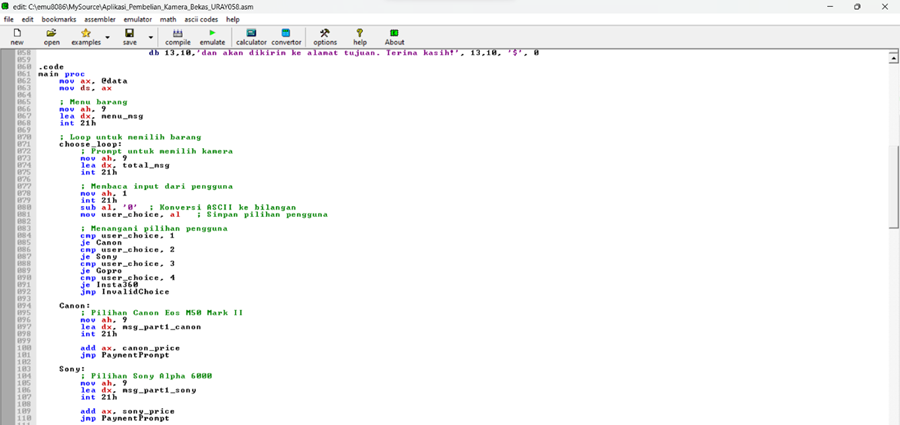 edit: C:\emu8086\MySource\Aplikasi_Pembelian_Kamera_Bekas_URAY058.asm
file edit bookmarks assembler emulator math ascii codes help
new open examples save compile emulate calculator convertor options help About
058 db 13,10,'dan akan dikirim ke alamat tujuan. Terima kasih!', 13,10, '$', 0
059
060 .code
061 main proc
062 mov ax, @data
063 mov ds, ax
064
065 ; Menu barang
066 mov ah, 9
067 lea dx, menu_msg
068 int 21h
069
070 ; Loop untuk memilih barang
071 choose_loop:
072 ; Prompt untuk memilih kamera
073 mov ah, 9
074 lea dx, total_msg
075 int 21h
076
077 ; Membaca input dari pengguna
078 mov ah, 1
079 int 21h
080 sub al, '0' ; Konversi ASCII ke bilangan
081 mov user_choice, al ; Simpan pilihan pengguna
082
083 ; Menangani pilihan pengguna
084 cmp user_choice, 1
085 je Canon
086 cmp user_choice, 2
087 je Sony
088 cmp user_choice, 3
089 je Gopro
090 cmp user_choice, 4
091 je Insta360
092 jmp InvalidChoice
093
094 Canon:
095 ; Pilihan Canon Eos M50 Mark II
096 mov ah, 9
097 lea dx, msg_part1_canon
098 int 21h
099
100 add ax, canon_price
101 jmp PaymentPrompt
102
103 Sony:
104 ; Pilihan Sony Alpha 6000
105 mov ah, 9
106 lea dx, msg_part1_sony
107 int 21h
108
109 add ax, sony_price
110 jmp PaymentPrompt